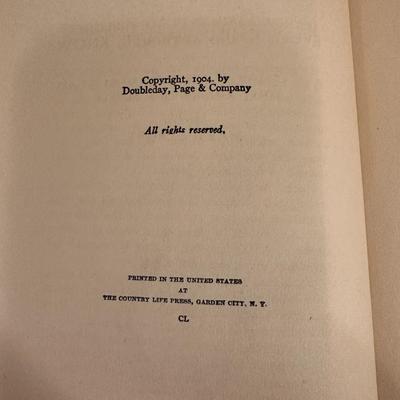 Copyright, 1904. by
Doubleday, Page & Company
All rights reserved,
PRINTED IN THE UNITED STATES
AT
THE COUNTRY LIFE PRESS, GARDEN CITY, N. Y.
CL